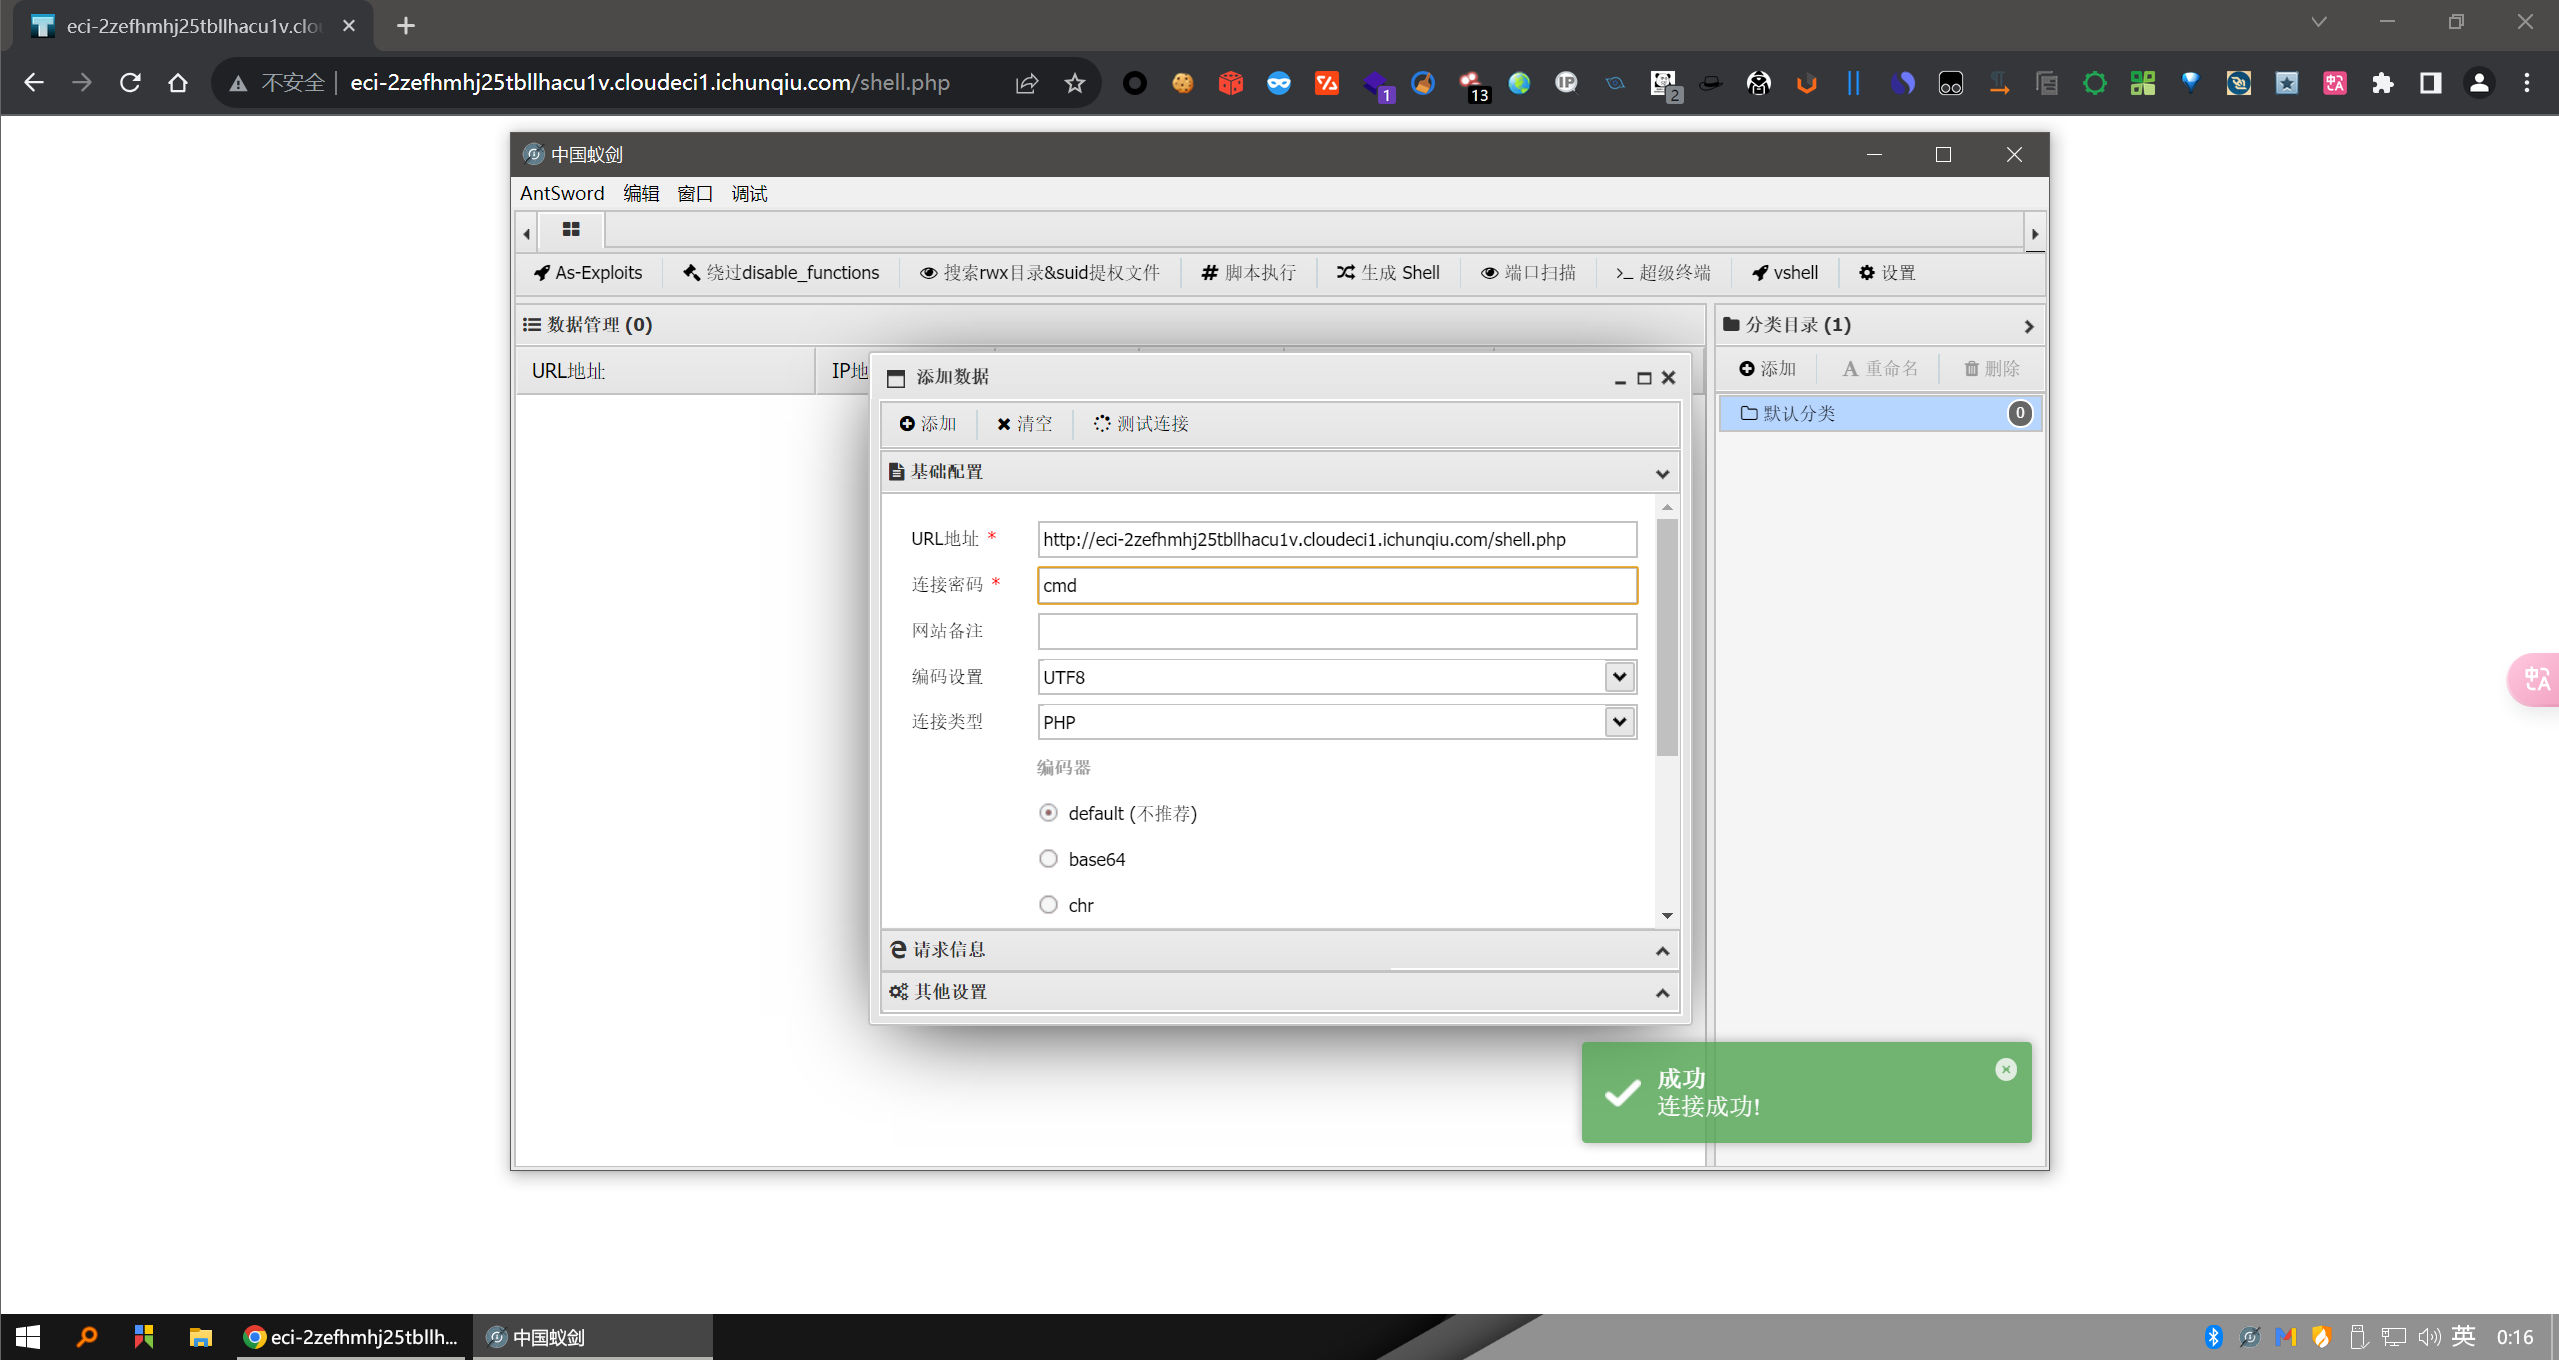 eci-2zefhmhj25tbllhacu1v.clou
不安全
eci-2zefhmhj25tbllhacu1v.cloudeci1.ichunqiu.com/shell.php
1
13
IP
2
中国蚁剑
AntSword 编辑 窗口 调试
As-Exploits 绕过disable_functions 搜索rwx目录&suid提权文件 # 脚本执行 生成 Shell 端口扫描 >_ 超级终端 vshell 设置
数据管理 (0)
URL地址 IP地
分类目录 (1)
添加 A 重命名 删除
默认分类 0
添加数据
添加 清空 测试连接
基础配置
URL地址 * http://eci-2zefhmhj25tbllhacu1v.cloudeci1.ichunqiu.com/shell.php
连接密码 * cmd
网站备注
编码设置 UTF8
连接类型 PHP
编码器
default (不推荐)
base64
chr
请求信息
其他设置
成功
连接成功!
中A
eci-2zefhmhj25tbllh... 中国蚁剑 英 0:16